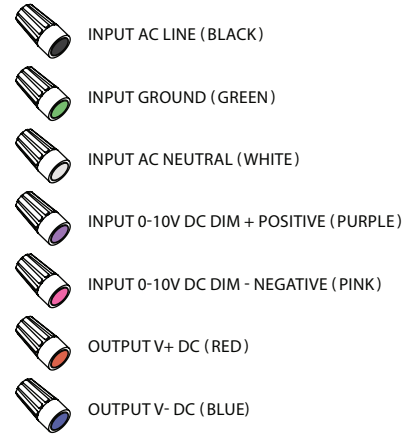 INPUT AC LINE (BLACK)
INPUT GROUND (GREEN)
INPUT AC NEUTRAL (WHITE)
INPUT 0-10V DC DIM + POSITIVE (PURPLE)
INPUT 0-10V DC DIM - NEGATIVE (PINK)
OUTPUT V+ DC (RED)
OUTPUT V- DC (BLUE)